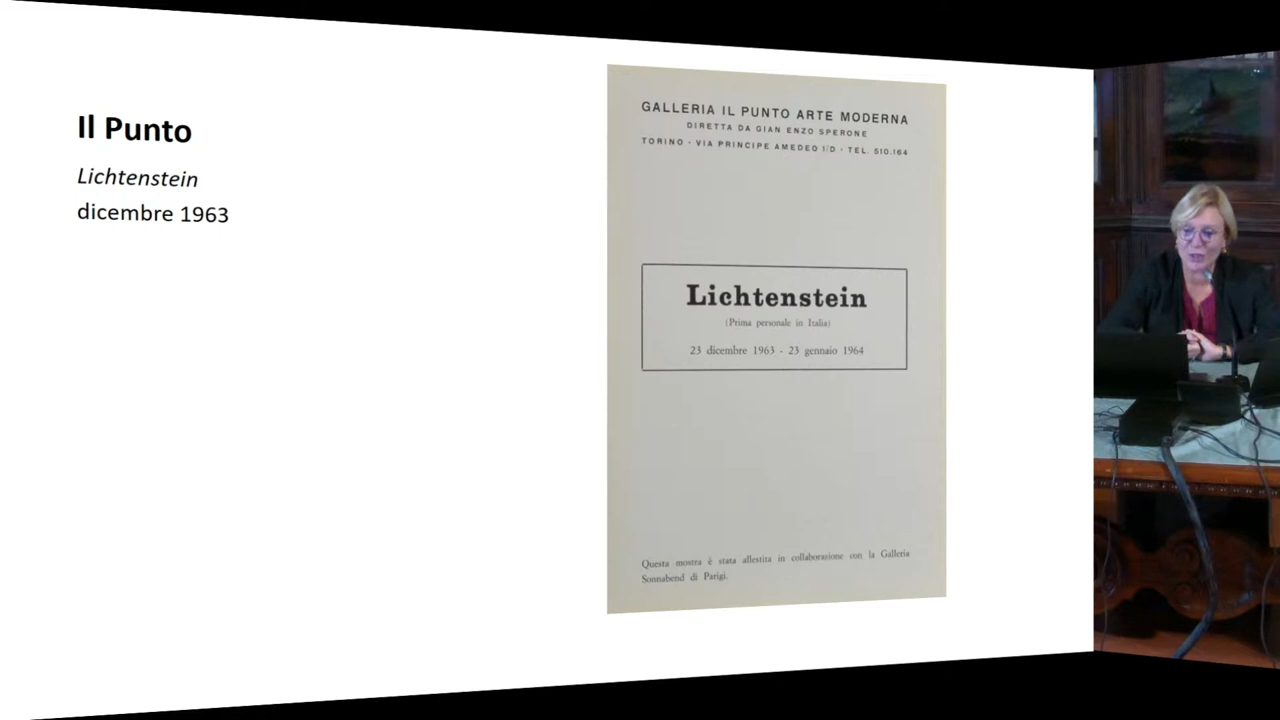 Il Punto
Lichtenstein
dicembre 1963
GALLERIA IL PUNTO ARTE MODERNA
DIRETTA DA GIAN ENZO SPERONE
TORINO · VIA PRINCIPE AMEDEO 1/D · TEL. 510.164
Lichtenstein
(Prima personale in Italia)
23 dicembre 1963 - 23 gennaio 1964
Questa mostra è stata allestita in collaborazione con la Galleria
Sonnabend di Parigi.